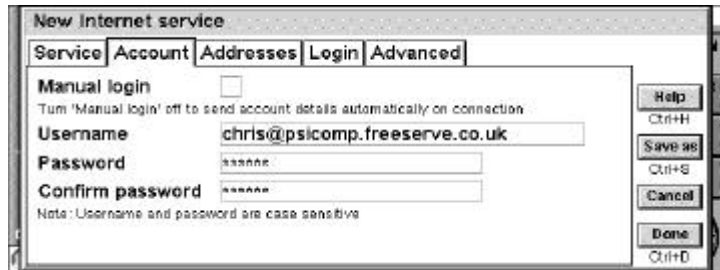 New Internet service
Service Account Addresses Login Advanced
Manual login
Turn 'Manual login' off to send account details automatically on connection
Help
Ctrl+H
Username chris@psicomp.freeserve.co.uk
Save as
Ctrl+S
Password ******
Confirm password ******
Cancel
Note: Username and password are case sensitive
Done
Ctrl+D